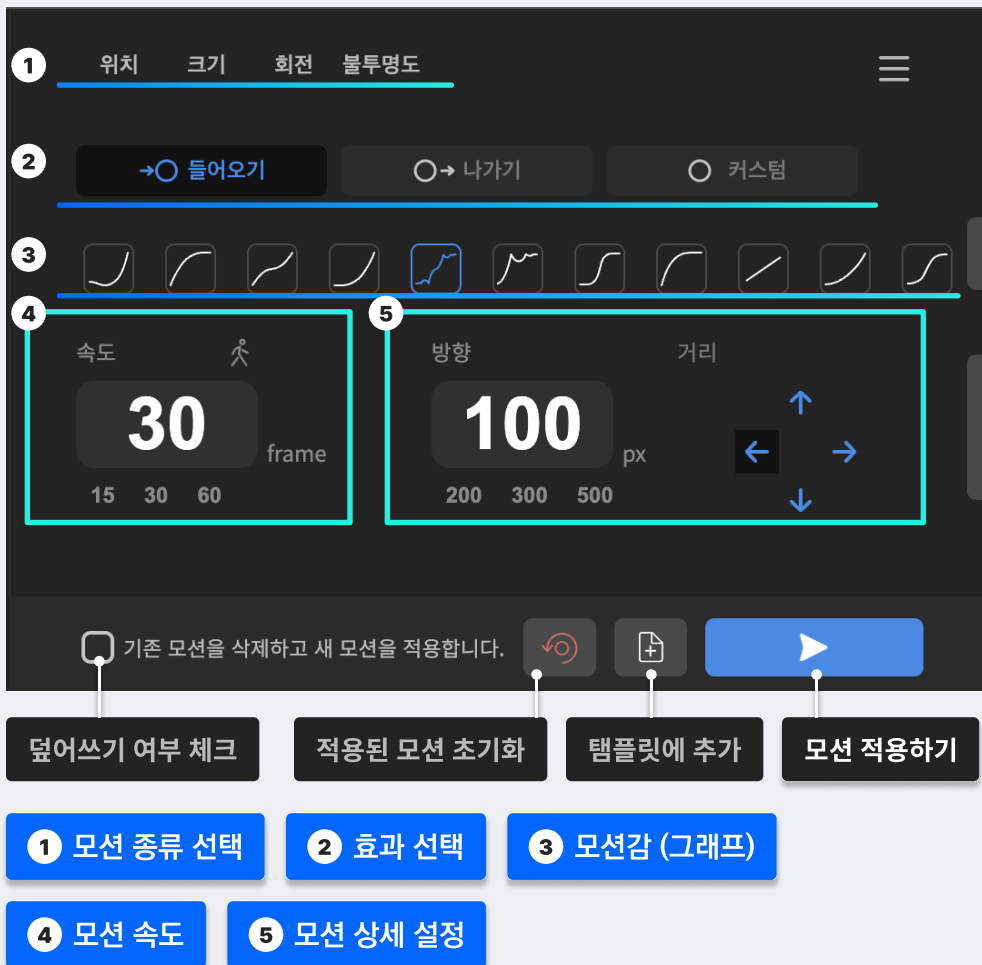 1 위치 크기 회전 불투명도
2 들어오기 나가기 커스텀
3
4 5
속도 방향 거리
30 frame 100 px
15 30 60 200 300 500
기존 모션을 삭제하고 새 모션을 적용합니다.
덮어쓰기 여부 체크 적용된 모션 초기화 탬플릿에 추가 모션 적용하기
1 모션 종류 선택 2 효과 선택 3 모션감 (그래프)
4 모션 속도 5 모션 상세 설정